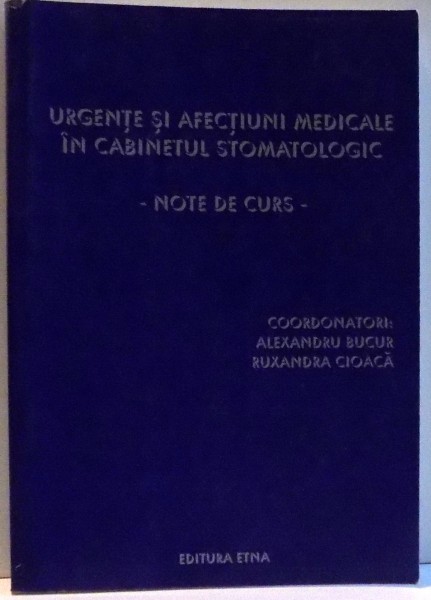 URGENȚE ȘI AFECȚIUNI MEDICALE
ÎN CABINETUL STOMATOLOGIC
- NOTE DE CURS -
COORDONATORI:
ALEXANDRU BUCUR
RUXANDRA CIOACĂ
EDITURA ETNA